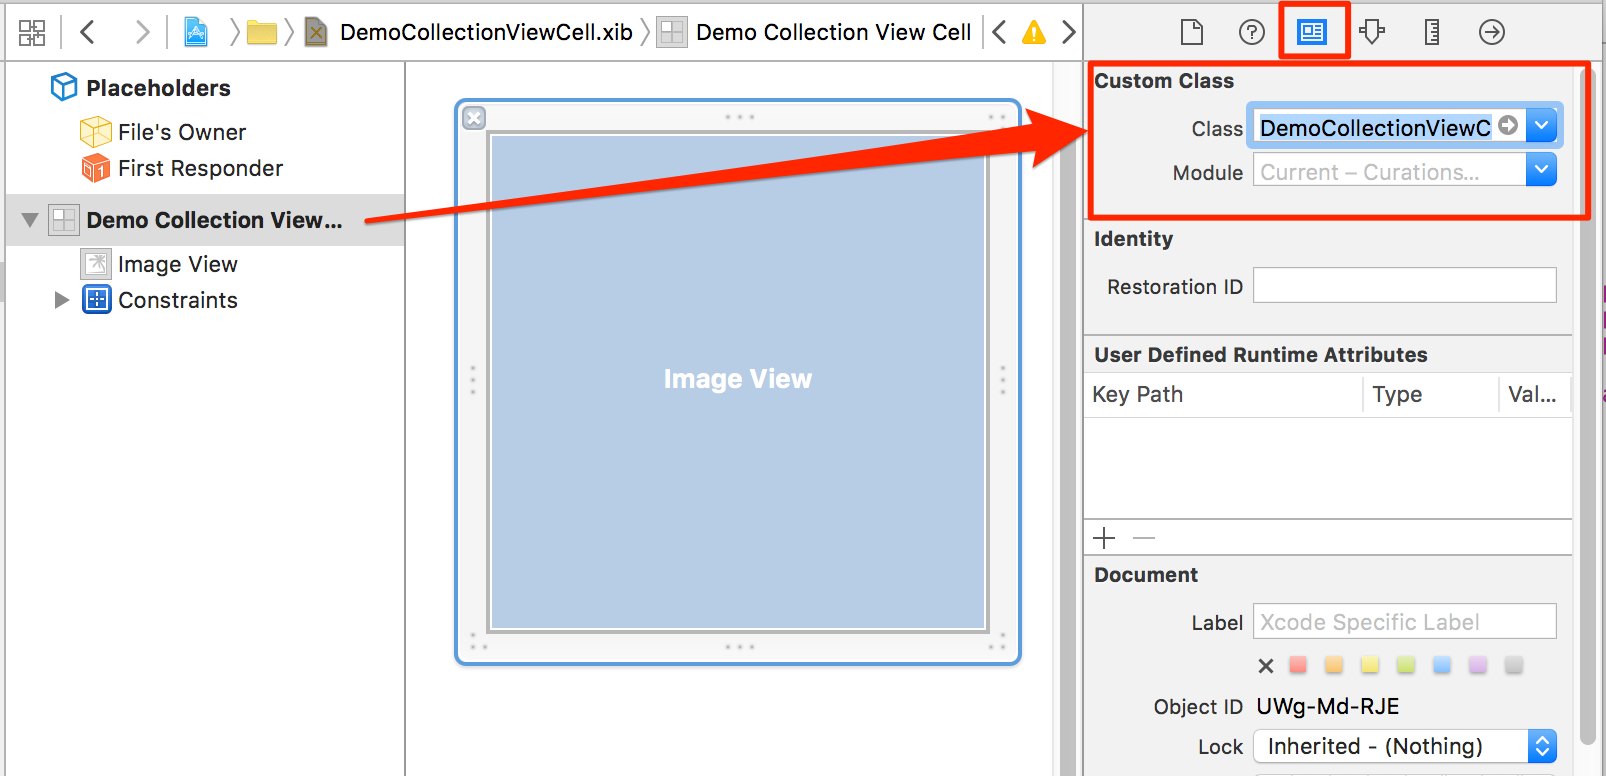 DemoCollectionViewCell.xib
Demo Collection View Cell
Placeholders
File's Owner
First Responder
Demo Collection View...
Image View
Constraints
Image View
Custom Class
Class DemoCollectionViewC
Module Current – Curations...
Identity
Restoration ID
User Defined Runtime Attributes
Key Path Type Val...
Document
Label Xcode Specific Label
Object ID UWg-Md-RJE
Lock Inherited - (Nothing)